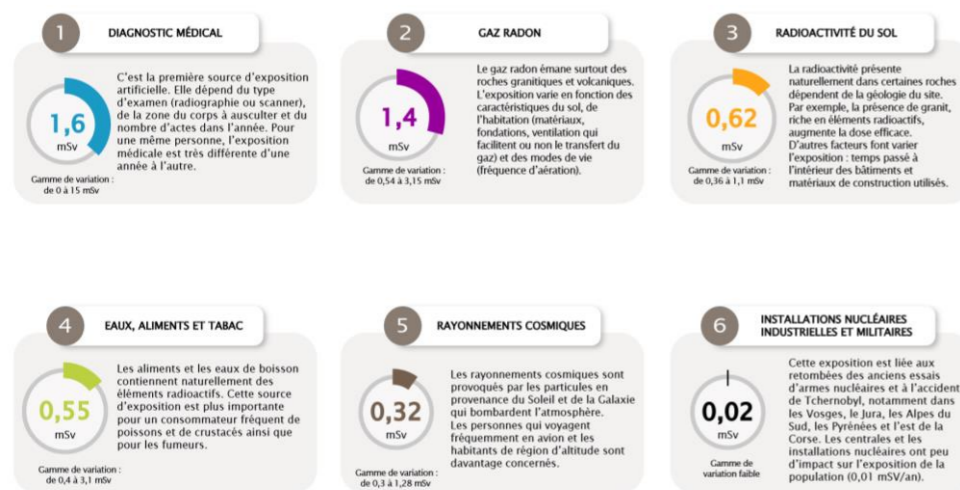 1
DIAGNOSTIC MÉDICAL
1,6
mSv
Gamme de variation :
de 0 à 15 mSv
C'est la première source d'exposition
artificielle. Elle dépend du type
d'examen (radiographie ou scanner),
de la zone du corps à ausculter et du
nombre d'actes dans l'année. Pour
une même personne, l'exposition
médicale est très différente d'une
année à l'autre.
2
GAZ RADON
1,4
mSv
Gamme de variation :
de 0,54 à 3,15 mSv
Le gaz radon émane surtout des
roches granitiques et volcaniques.
L'exposition varie en fonction des
caractéristiques du sol, de
l'habitation (matériaux,
fondations, ventilation qui
facilitent ou non le transfert du
gaz) et des modes de vie
(fréquence d'aération).
3
RADIOACTIVITÉ DU SOL
0,62
mSv
Gamme de variation :
de 0,36 à 1,1 mSv
La radioactivité présente
naturellement dans certaines roches
dépendent de la géologie du site.
Par exemple, la présence de granit,
riche en éléments radioactifs,
augmente la dose efficace.
D'autres facteurs font varier
l'exposition : temps passé à
l'intérieur des bâtiments et
matériaux de construction utilisés.
4
EAUX, ALIMENTS ET TABAC
0,55
mSv
Gamme de variation :
de 0,4 à 3,1 mSv
Les aliments et les eaux de boisson
contiennent naturellement des
éléments radioactifs. Cette source
d'exposition est plus importante
pour un consommateur fréquent de
poissons et de crustacés ainsi que
pour les fumeurs.
5
RAYONNEMENTS COSMIQUES
0,32
mSv
Gamme de variation :
de 0,3 à 1,28 mSv
Les rayonnements cosmiques sont
provoqués par les particules en
provenance du Soleil et de la Galaxie
qui bombardent l'atmosphère.
Les personnes qui voyagent
fréquemment en avion et les
habitants de région d'altitude sont
davantage concernés.
6
INSTALLATIONS NUCLÉAIRES
INDUSTRIELLES ET MILITAIRES
0,02
mSv
Gamme de
variation faible
Cette exposition est liée aux
retombées des anciens essais
d'armes nucléaires et à l'accident
de Tchernobyl, notamment dans
les Vosges, le Jura, les Alpes du
Sud, les Pyrénées et l'est de la
Corse. Les centrales et les
installations nucléaires ont peu
d'impact sur l'exposition de la
population (0,01 mSV/an).